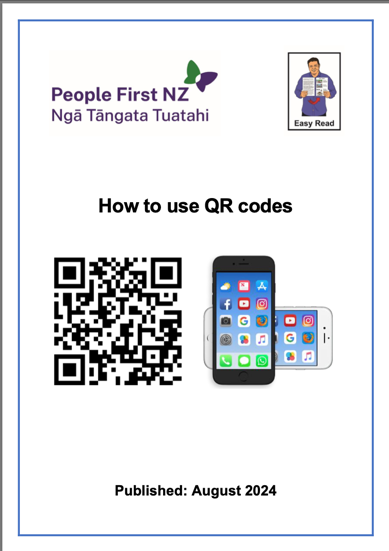 People First NZ
Ngā Tāngata Tuatahi
Easy Read
How to use QR codes
Published: August 2024